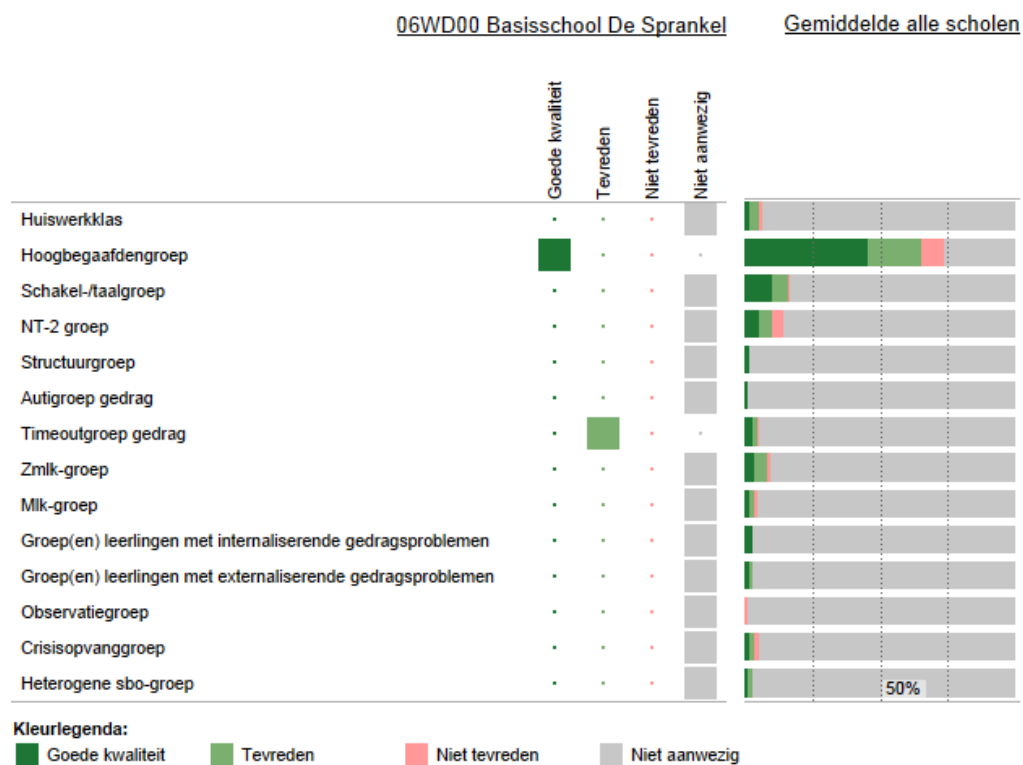 06WD00 Basisschool De Sprankel
Gemiddelde alle scholen
Goede kwaliteit
Tevreden
Niet tevreden
Niet aanwezig
Huiswerkklas
Hoogbegaafdengroep
Schakel-/taalgroep
NT-2 groep
Structuurgroep
Autigroep gedrag
Timeoutgroep gedrag
Zmlk-groep
Mlk-groep
Groep(en) leerlingen met internaliserende gedragsproblemen
Groep(en) leerlingen met externaliserende gedragsproblemen
Observatiegroep
Crisisopvanggroep
Heterogene sbo-groep
50%
Kleurlegenda:
Goede kwaliteit
Tevreden
Niet tevreden
Niet aanwezig